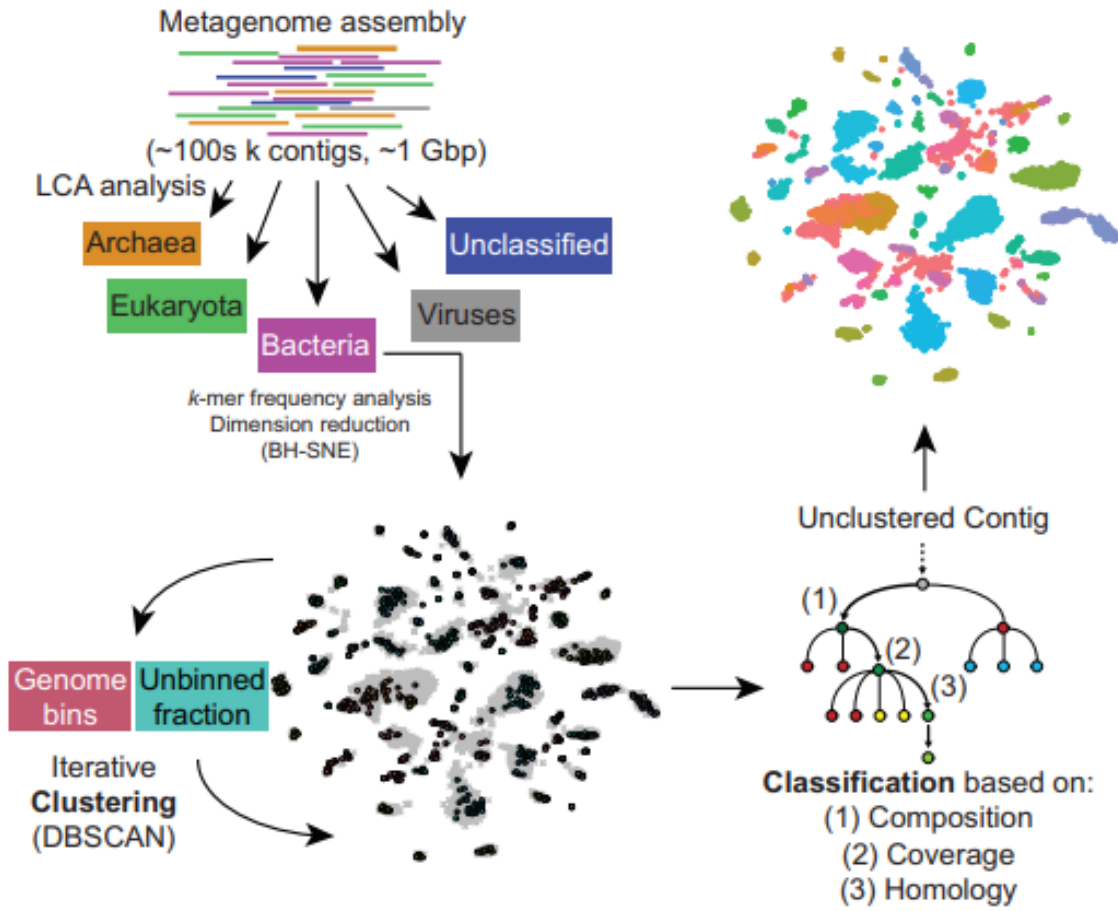 Metagenome assembly
(~100s k contigs, ~1 Gbp)
LCA analysis
Archaea
Unclassified
Eukaryota
Viruses
Bacteria
k-mer frequency analysis
Dimension reduction
(BH-SNE)
Genome
bins
Unbinned
fraction
Iterative
Clustering
(DBSCAN)
Unclustered Contig
(1)
(2)
(3)
Classification based on:
(1) Composition
(2) Coverage
(3) Homology